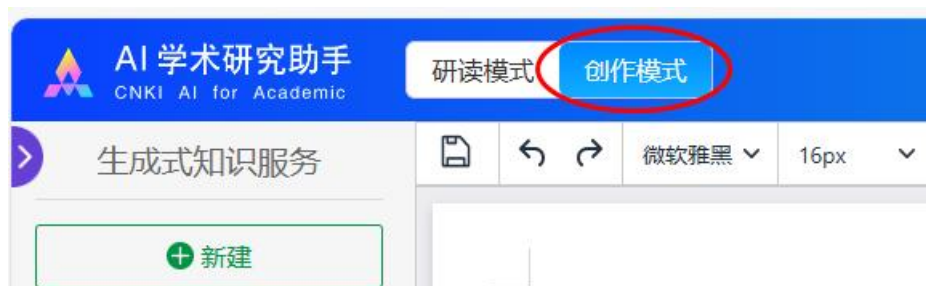 AI 学术研究助手
CNKI AI for Academic
研读模式
创作模式
生成式知识服务
微软雅黑
16px
新建